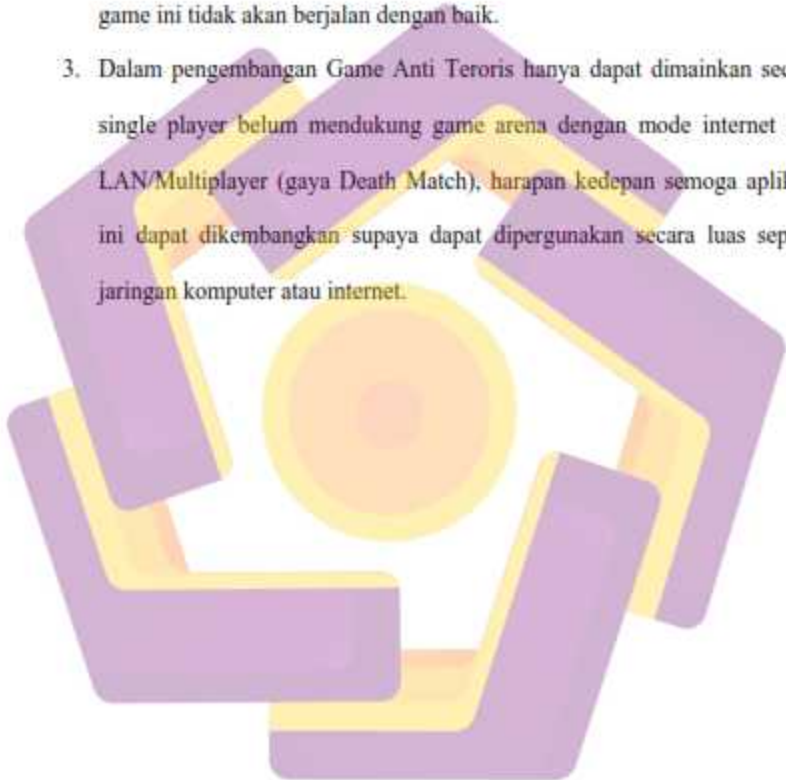 game ini tidak akan berjalan dengan baik.
3. Dalam pengembangan Game Anti Teroris hanya dapat dimainkan sec
single player belum mendukung game arena dengan mode internet
LAN/Multiplayer (gaya Death Match), harapan kedepan semoga aplik
ini dapat dikembangkan supaya dapat dipergunakan secara luas sep
jaringan komputer atau internet.